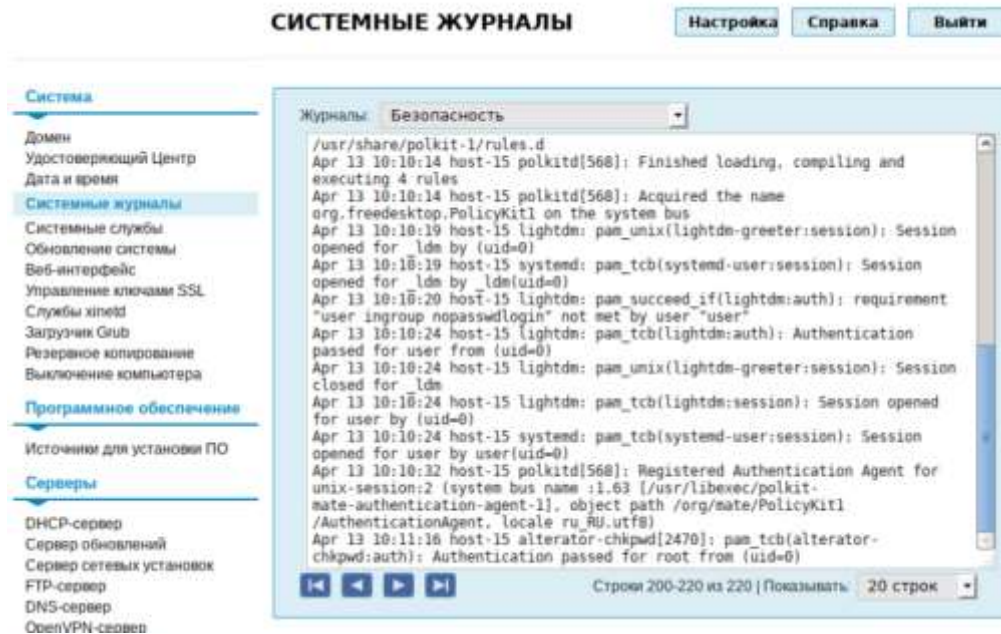 СИСТЕМНЫЕ ЖУРНАЛЫ
Настройка
Справка
Выйти
Система
Домен
Удостоверяющий Центр
Дата и время
Системные журналы
Системные службы
Обновление системы
Веб-интерфейс
Управление ключами SSL
Службы xinetd
Загрузчик Grub
Резервное копирование
Выключение компьютера
Программное обеспечение
Источники для установки ПО
Серверы
DHCP-сервер
Сервер обновлений
Сервер сетевых установок
FTP-сервер
DNS-сервер
OpenVPN-сервер
Журналы: Безопасность
/usr/share/polkit-1/rules.d
Apr 13 10:10:14 host-15 polkitd[568]: Finished loading, compiling and
executing 4 rules
Apr 13 10:10:14 host-15 polkitd[568]: Acquired the name
org.freedesktop.PolicyKit1 on the system bus
Apr 13 10:10:19 host-15 lightdm: pam_unix(lightdm-greeter:session): Session
opened for _ldm by (uid=0)
Apr 13 10:10:19 host-15 systemd: pam_tcb(systemd-user:session): Session
opened for _ldm by _ldm(uid=0)
Apr 13 10:10:20 host-15 lightdm: pam_succeed_if(lightdm:auth): requirement
"user ingroup nopasswdlogin" not met by user "user"
Apr 13 10:10:24 host-15 lightdm: pam_tcb(lightdm:auth): Authentication
passed for user from (uid=0)
Apr 13 10:10:24 host-15 lightdm: pam_unix(lightdm-greeter:session): Session
closed for _ldm
Apr 13 10:10:24 host-15 lightdm: pam_tcb(lightdm:session): Session opened
for user by (uid=0)
Apr 13 10:10:24 host-15 systemd: pam_tcb(systemd-user:session): Session
opened for user by user(uid=0)
Apr 13 10:10:32 host-15 polkitd[568]: Registered Authentication Agent for
unix-session:2 (system bus name :1.63 [/usr/libexec/polkit-
mate-authentication-agent-1], object path /org/mate/PolicyKit1
/AuthenticationAgent, locale ru_RU.utf8)
Apr 13 10:11:16 host-15 alterator-chkpwd[2470]: pam_tcb(alterator-
chkpwd:auth): Authentication passed for root from (uid=0)
Строки 200-220 из 220 | Показывать: 20 строк